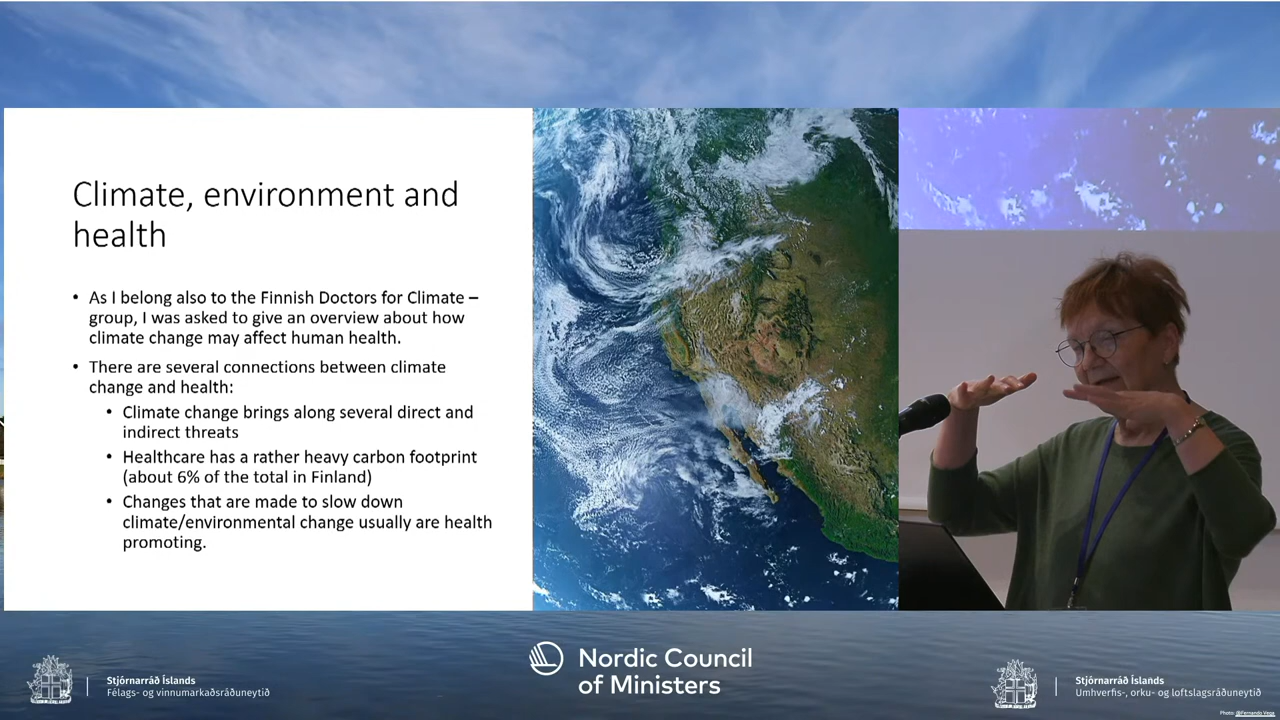 Climate, environment and
health
• As I belong also to the Finnish Doctors for Climate –
group, I was asked to give an overview about how
climate change may affect human health.
• There are several connections between climate
change and health:
• Climate change brings along several direct and
indirect threats
• Healthcare has a rather heavy carbon footprint
(about 6% of the total in Finland)
• Changes that are made to slow down
climate/environmental change usually are health
promoting.
Stjórnarráð Íslands
Félags- og vinnumarkaðsráðuneytið
Nordic Council
of Ministers
Stjórnarráð Íslands
Umhverfis-, orku- og loftslagsráðuneytið
Photo: @Fernando Vega